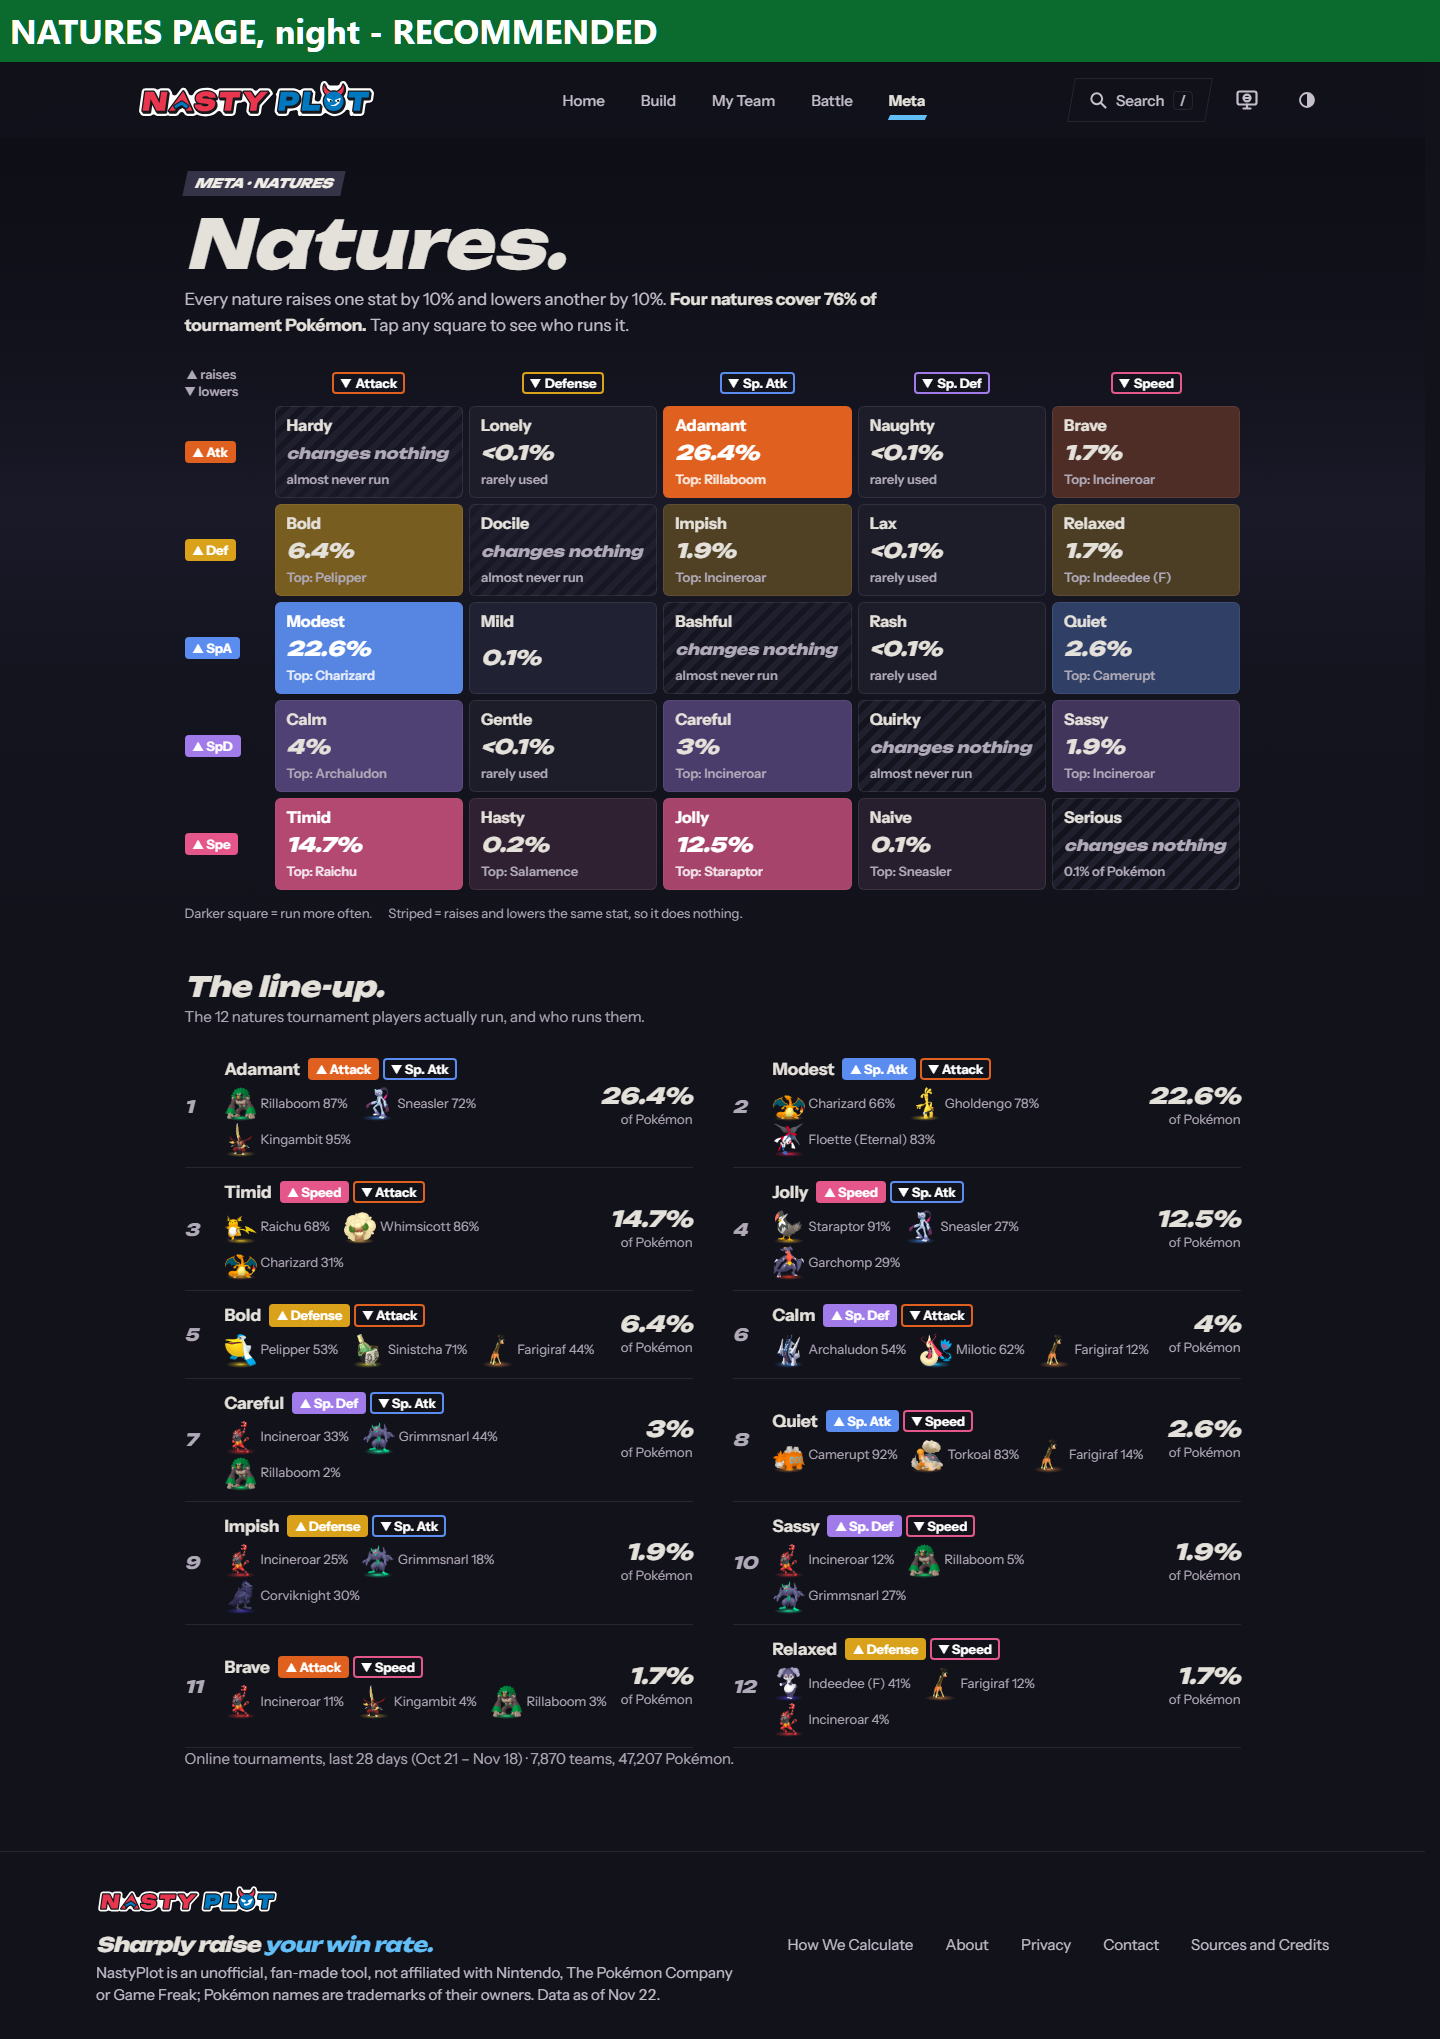 NATURES PAGE, night - RECOMMENDED
NASTY PLOT
Home
Build
My Team
Battle
Meta
Search /
META · NATURES
Natures.
Every nature raises one stat by 10% and lowers another by 10%. Four natures cover 76% of
tournament Pokémon. Tap any square to see who runs it.
▲ raises
▼ lowers
▼ Attack
▼ Defense
▼ Sp. Atk
▼ Sp. Def
▼ Speed
▲ Atk
Hardy
changes nothing
almost never run
Lonely
<0.1%
rarely used
Adamant
26.4%
Top: Rillaboom
Naughty
<0.1%
rarely used
Brave
1.7%
Top: Incineroar
▲ Def
Bold
6.4%
Top: Pelipper
Docile
changes nothing
almost never run
Impish
1.9%
Top: Incineroar
Lax
<0.1%
rarely used
Relaxed
1.7%
Top: Indeedee (F)
▲ SpA
Modest
22.6%
Top: Charizard
Mild
0.1%
Bashful
changes nothing
almost never run
Rash
<0.1%
rarely used
Quiet
2.6%
Top: Camerupt
▲ SpD
Calm
4%
Top: Archaludon
Gentle
<0.1%
rarely used
Careful
3%
Top: Incineroar
Quirky
changes nothing
almost never run
Sassy
1.9%
Top: Incineroar
▲ Spe
Timid
14.7%
Top: Raichu
Hasty
0.2%
Top: Salamence
Jolly
12.5%
Top: Staraptor
Naive
0.1%
Top: Sneasler
Serious
changes nothing
0.1% of Pokémon
Darker square = run more often. Striped = raises and lowers the same stat, so it does nothing.
The line-up.
The 12 natures tournament players actually run, and who runs them.
1
Adamant ▲ Attack ▼ Sp. Atk
Rillaboom 87% Sneasler 72%
Kingambit 95%
26.4%
of Pokémon
2
Modest ▲ Sp. Atk ▼ Attack
Charizard 66% Gholdengo 78%
Floette (Eternal) 83%
22.6%
of Pokémon
3
Timid ▲ Speed ▼ Attack
Raichu 68% Whimsicott 86%
Charizard 31%
14.7%
of Pokémon
4
Jolly ▲ Speed ▼ Sp. Atk
Staraptor 91% Sneasler 27%
Garchomp 29%
12.5%
of Pokémon
5
Bold ▲ Defense ▼ Attack
Pelipper 53% Sinistcha 71% Farigiraf 44%
6.4%
of Pokémon
6
Calm ▲ Sp. Def ▼ Attack
Archaludon 54% Milotic 62% Farigiraf 12%
4%
of Pokémon
7
Careful ▲ Sp. Def ▼ Sp. Atk
Incineroar 33% Grimmsnarl 44%
Rillaboom 2%
3%
of Pokémon
8
Quiet ▲ Sp. Atk ▼ Speed
Camerupt 92% Torkoal 83% Farigiraf 14%
2.6%
of Pokémon
9
Impish ▲ Defense ▼ Sp. Atk
Incineroar 25% Grimmsnarl 18%
Corviknight 30%
1.9%
of Pokémon
10
Sassy ▲ Sp. Def ▼ Speed
Incineroar 12% Rillaboom 5%
Grimmsnarl 27%
1.9%
of Pokémon
11
Brave ▲ Attack ▼ Speed
Incineroar 11% Kingambit 4% Rillaboom 3%
1.7%
of Pokémon
12
Relaxed ▲ Defense ▼ Speed
Indeedee (F) 41% Farigiraf 12%
Incineroar 4%
1.7%
of Pokémon
Online tournaments, last 28 days (Oct 21 – Nov 18) · 7,870 teams, 47,207 Pokémon.
NASTY PLOT
Sharply raise your win rate.
NastyPlot is an unofficial, fan-made tool, not affiliated with Nintendo, The Pokémon Company
or Game Freak; Pokémon names are trademarks of their owners. Data as of Nov 22.
How We Calculate
About
Privacy
Contact
Sources and Credits